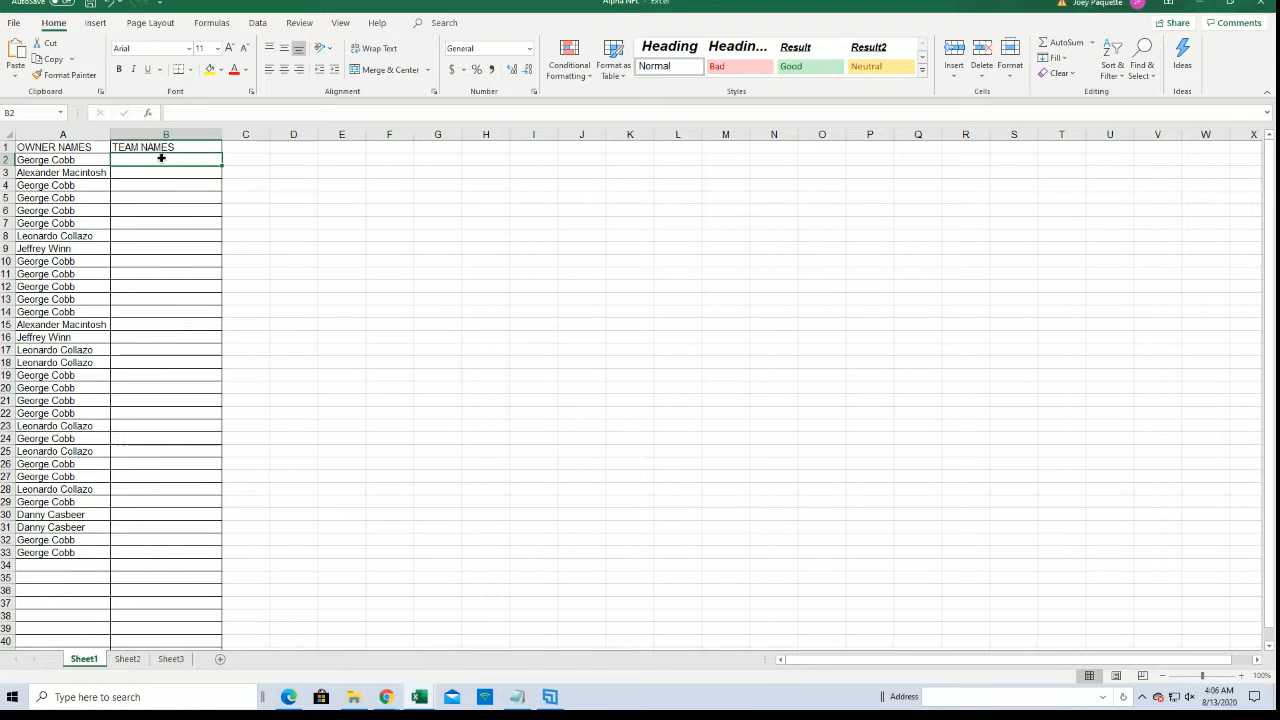 AutoSave
Alpha NFL - Excel
Joey Paquette
JP
File Home Insert Page Layout Formulas Data Review View Help Search
Share Comments
Paste
Cut
Copy
Format Painter
Clipboard
Arial 11
Font
Wrap Text
Merge & Center
Alignment
General
Number
Conditional Formatting
Format as Table
Heading Headin... Result Result2
Normal Bad Good Neutral
Styles
Insert Delete Format
Cells
AutoSum
Fill
Clear
Sort & Filter
Find & Select
Editing
Ideas
Ideas
B2
A B C D E F G H I J K L M N O P Q R S T U V W X
1 OWNER NAMES TEAM NAMES
2 George Cobb
3 Alexander Macintosh
4 George Cobb
5 George Cobb
6 George Cobb
7 George Cobb
8 Leonardo Collazo
9 Jeffrey Winn
10 George Cobb
11 George Cobb
12 George Cobb
13 George Cobb
14 George Cobb
15 Alexander Macintosh
16 Jeffrey Winn
17 Leonardo Collazo
18 Leonardo Collazo
19 George Cobb
20 George Cobb
21 George Cobb
22 George Cobb
23 Leonardo Collazo
24 George Cobb
25 Leonardo Collazo
26 George Cobb
27 George Cobb
28 Leonardo Collazo
29 George Cobb
30 Danny Casbeer
31 Danny Casbeer
32 George Cobb
33 George Cobb
34
35
36
37
38
39
40
Sheet1 Sheet2 Sheet3
100%
Type here to search
Address
4:06 AM
8/13/2020